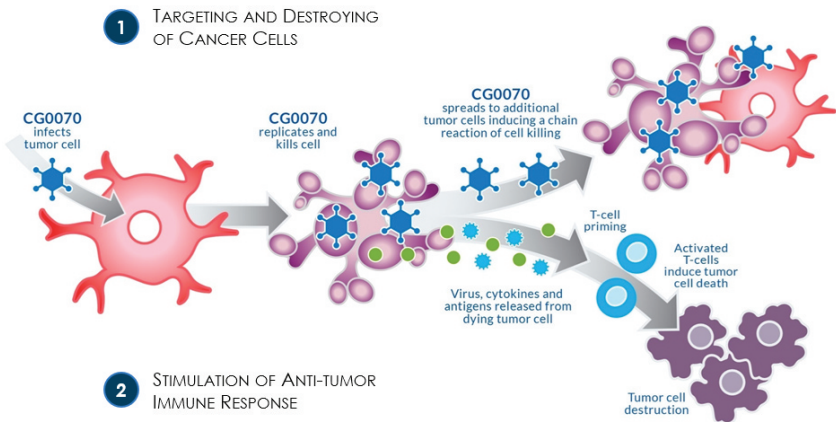 1
TARGETING AND DESTROYING
OF CANCER CELLS
CG0070
infects
tumor cell
CG0070
replicates and
kills cell
CG0070
spreads to additional
tumor cells inducing a chain
reaction of cell killing
T-cell
priming
Activated
T-cells
induce tumor
cell death
Virus, cytokines and
antigens released from
dying tumor cell
2
STIMULATION OF ANTI-TUMOR
IMMUNE RESPONSE
Tumor cell
destruction